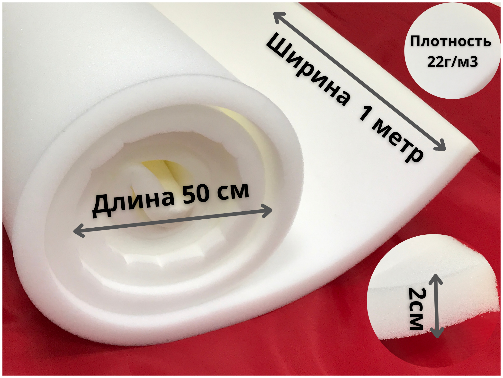 Плотность
22г/м3
Ширина 1 метр
Длина 50 см
2см